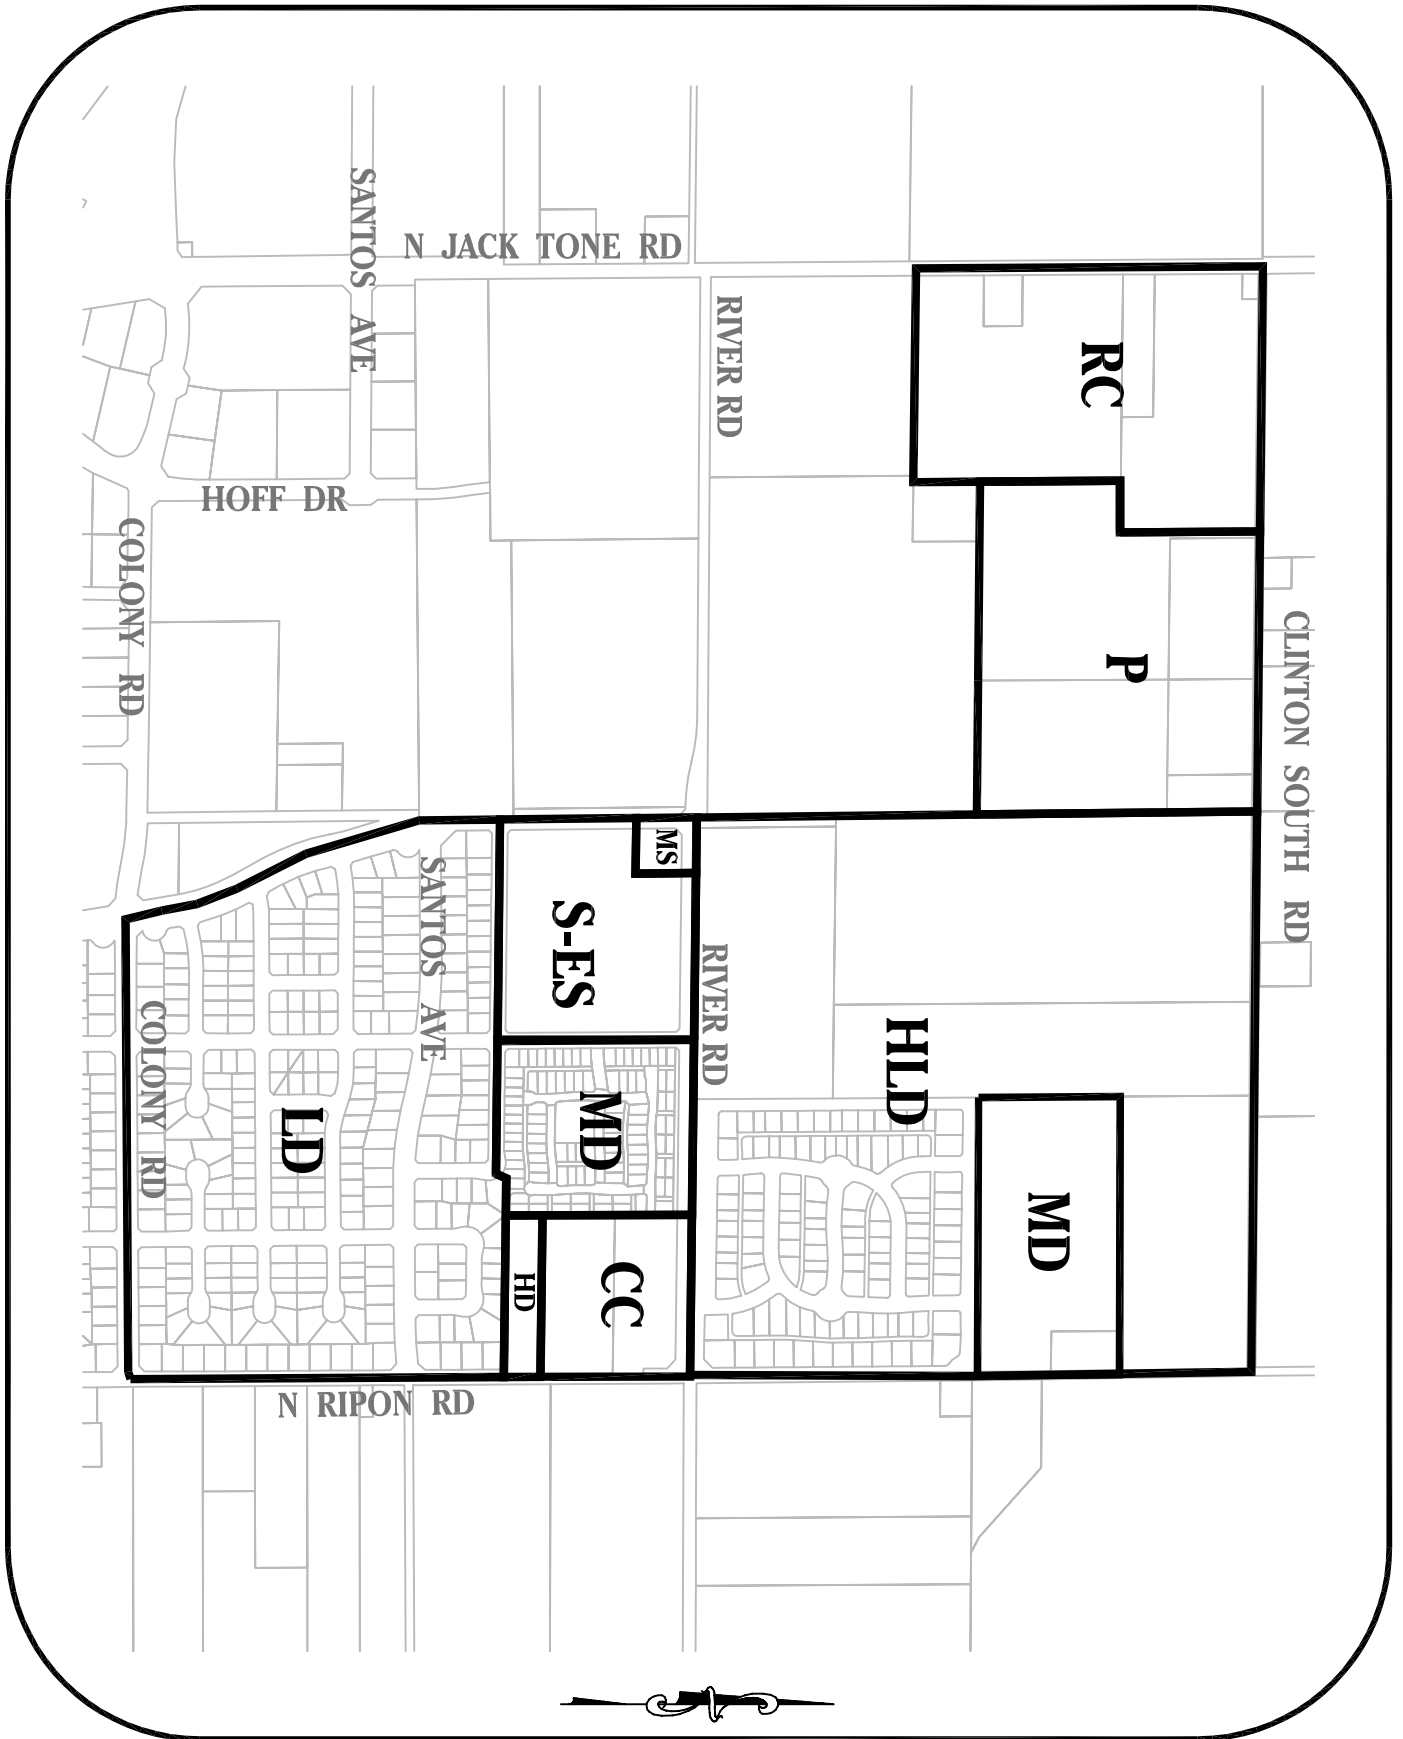 SANTOS AVE
N JACK TONE RD
RIVER RD
RC
HOFF DR
COLONY RD
CLINTON SOUTH RD
P
MS
SANTOS AVE
S-ES
RIVER RD
COLONY RD
HLD
LD
MD
MD
HD
CC
N RIPON RD